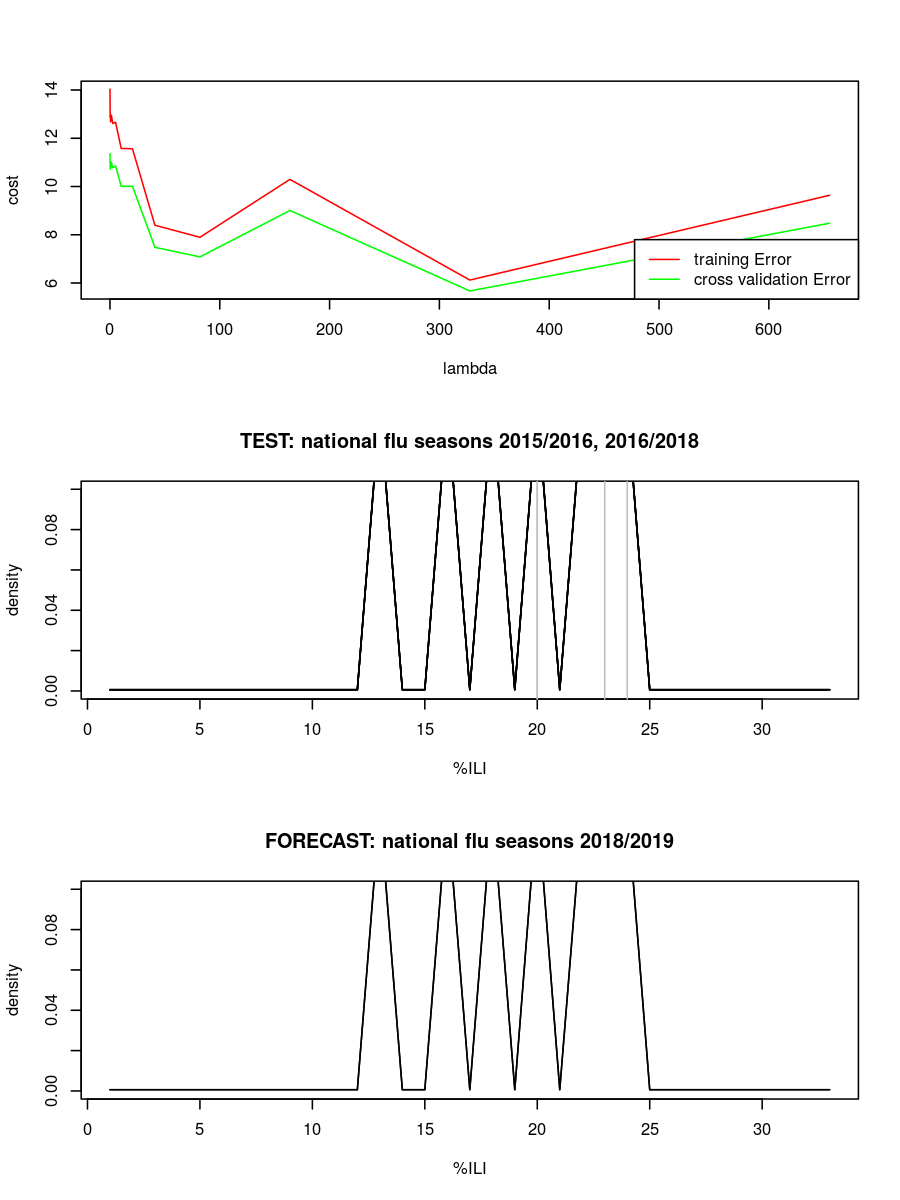 14
12
10
8
6
cost
training Error
cross validation Error
0 100 200 300 400 500 600
lambda
TEST: national flu seasons 2015/2016, 2016/2018
0.08
0.04
0.00
density
0 5 10 15 20 25 30
%ILI
FORECAST: national flu seasons 2018/2019
0.08
0.04
0.00
density
0 5 10 15 20 25 30
%ILI